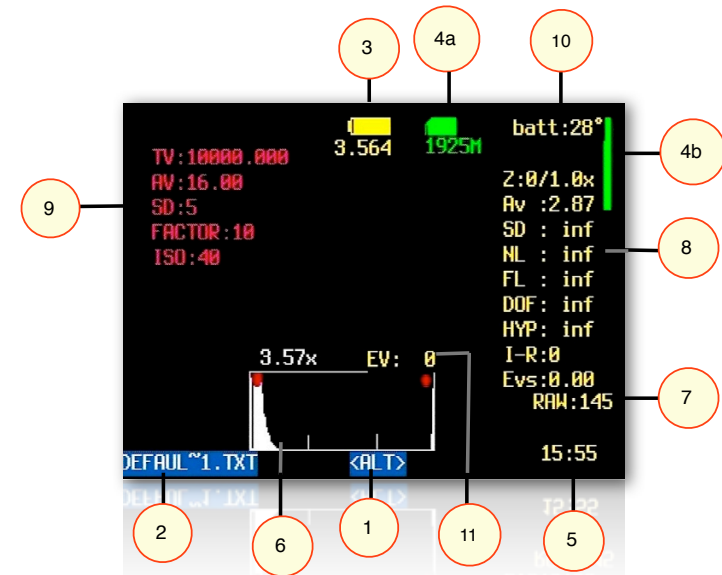 3
4a
10
batt:28°
3.564
1925M
4b
TV:10000.000
AV:16.00
SD:5
FACTOR:10
ISO:40
9
Z:0/1.0x
Av :2.87
SD : inf
NL : inf
FL : inf
DOF: inf
HYP: inf
I-R:0
Evs:0.00
8
3.57x
EV: 0
RAW:145
7
DEFAUL~1.TXT
<ALT>
15:55
2
6
1
11
5